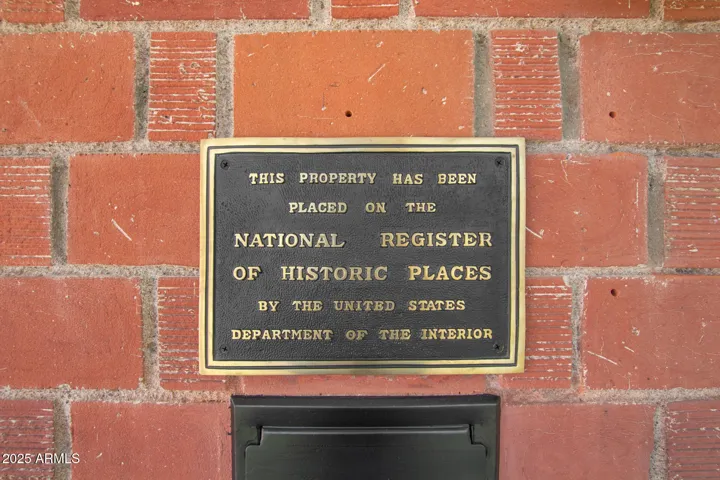 THIS PROPERTY HAS BEEN
PLACED ON THE
NATIONAL REGISTER
OF HISTORIC PLACES
BY THE UNITED STATES
DEPARTMENT OF THE INTERIOR
2025 ARMLS